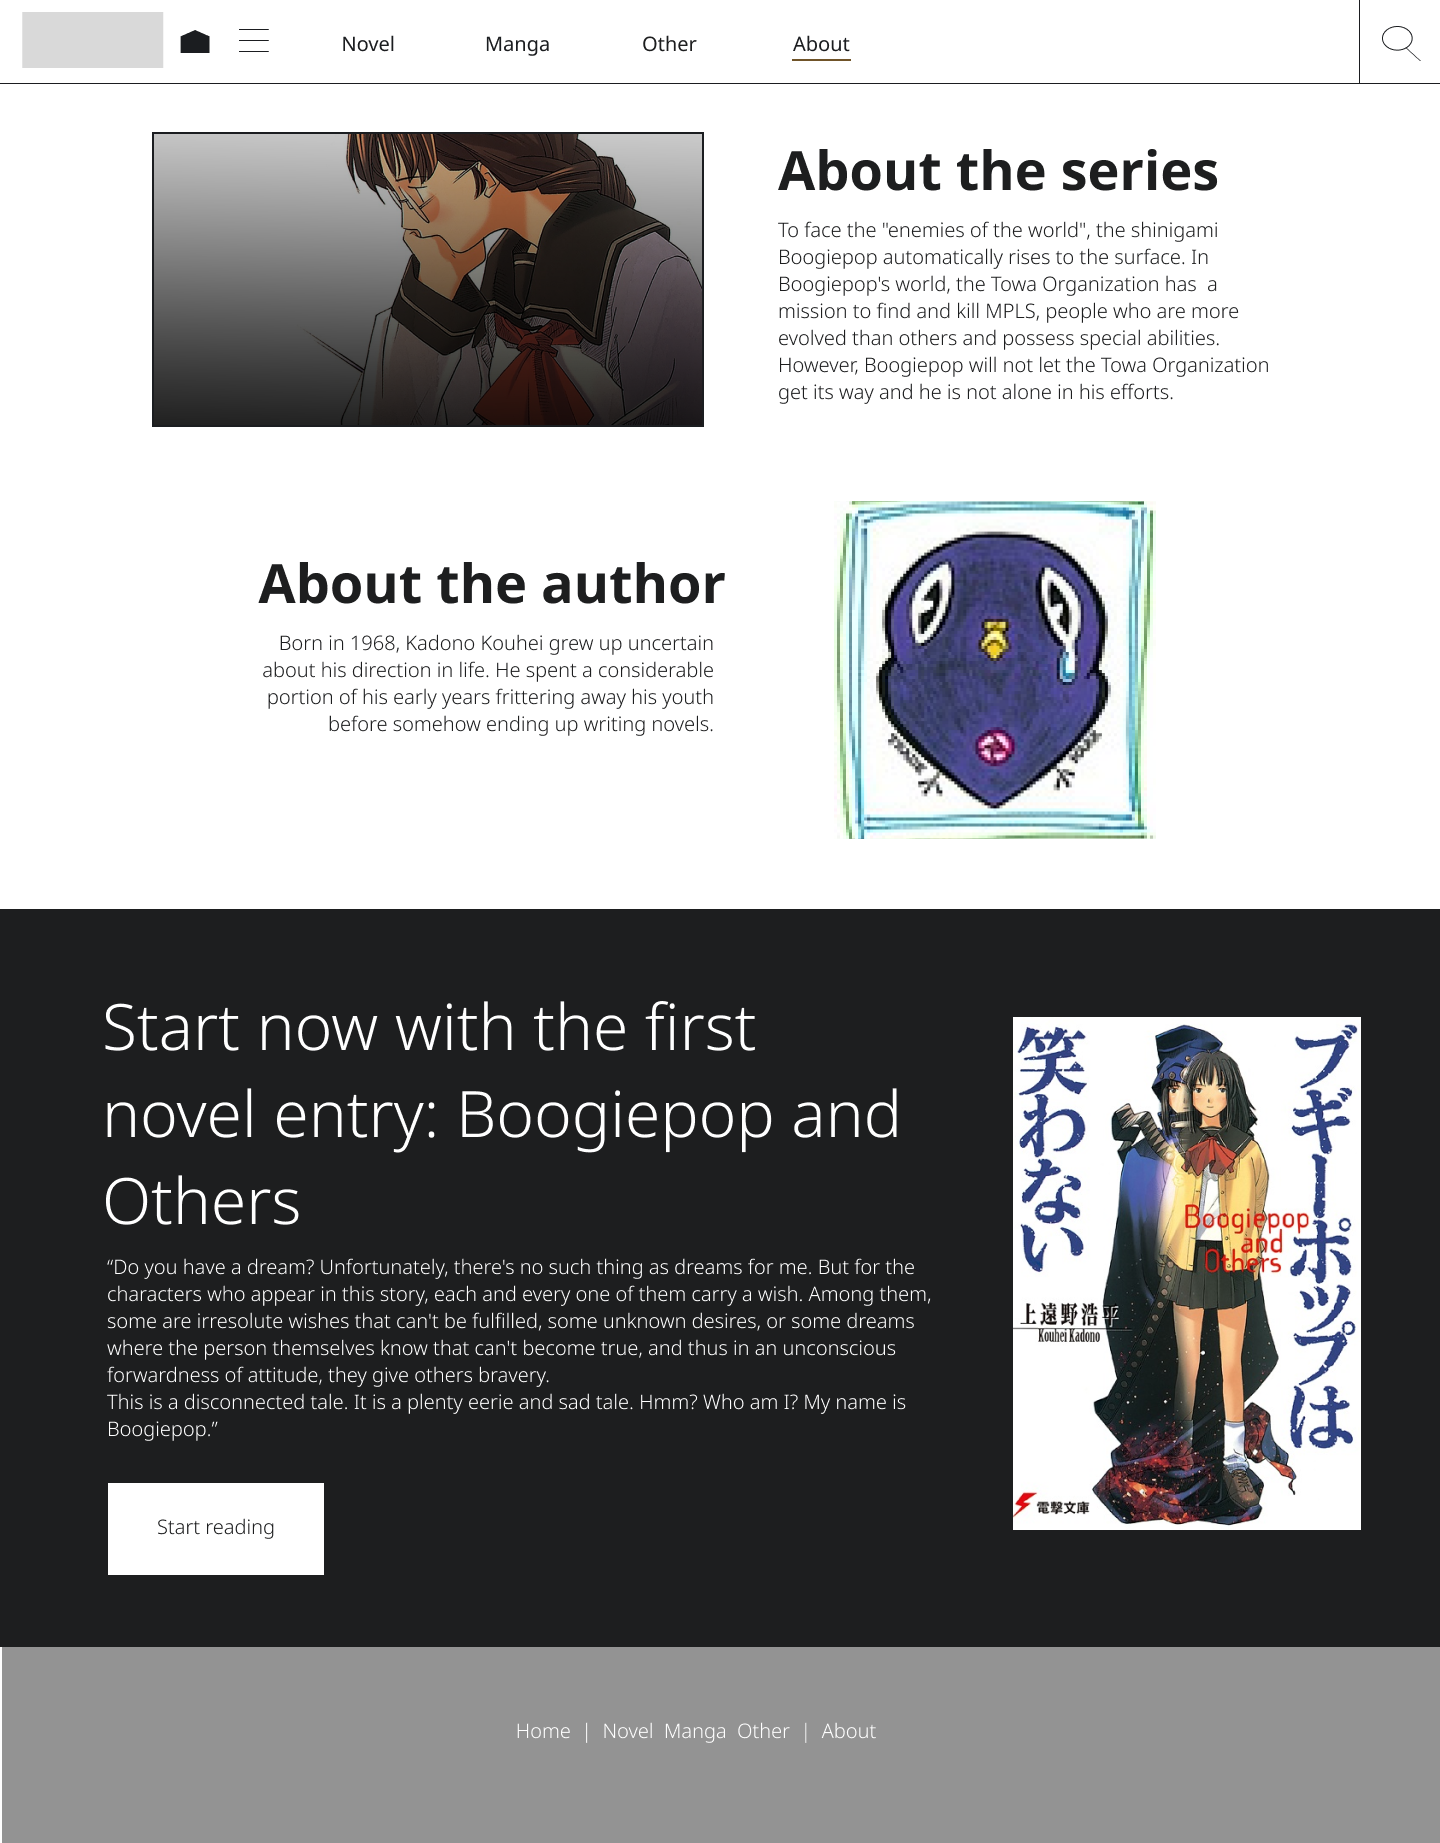 Novel
Manga
Other
About
About the series
To face the "enemies of the world", the shinigami
Boogiepop automatically rises to the surface. In
Boogiepop's world, the Towa Organization has  a
mission to find and kill MPLS, people who are more
evolved than others and possess special abilities.
However, Boogiepop will not let the Towa Organization
get its way and he is not alone in his efforts.
About the author
Born in 1968, Kadono Kouhei grew up uncertain
about his direction in life. He spent a considerable
portion of his early years frittering away his youth
before somehow ending up writing novels.
Start now with the first
novel entry: Boogiepop and
Others
“Do you have a dream? Unfortunately, there's no such thing as dreams for me. But for the
characters who appear in this story, each and every one of them carry a wish. Among them,
some are irresolute wishes that can't be fulfilled, some unknown desires, or some dreams
where the person themselves know that can't become true, and thus in an unconscious
forwardness of attitude, they give others bravery.
This is a disconnected tale. It is a plenty eerie and sad tale. Hmm? Who am I? My name is
Boogiepop.”
Start reading
ブギーポップは
笑わない
Boogiepop
and
Others
上遠野浩平
Kouhei Kadono
電撃文庫
Home  |  Novel  Manga  Other  |  About